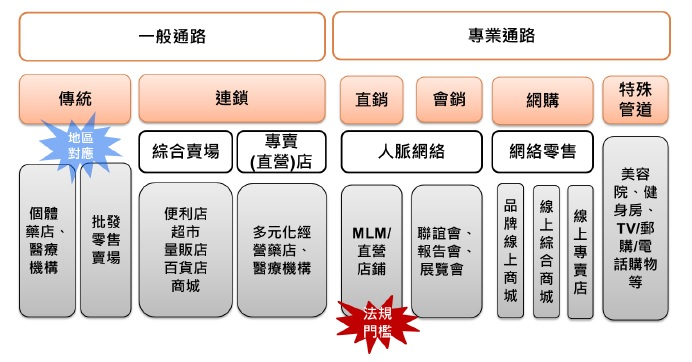 一般通路
專業通路
傳統
連鎖
直銷
會銷
網購
特殊
管道
地區
對應
綜合賣場
專賣
(直營)店
人脈網絡
網絡零售
個體
藥店、
醫療
機構
批發
零售
賣場
便利店
超市
量販店
百貨店
商城
多元化經
營藥店、
醫療機構
MLM/
直營
店鋪
聯誼會、
報告會、
展覽會
品牌線上商城
線上綜合商城
線上專賣店
美容
院、健
身房、
TV/郵
購/電
話購物
等
法規
門檻